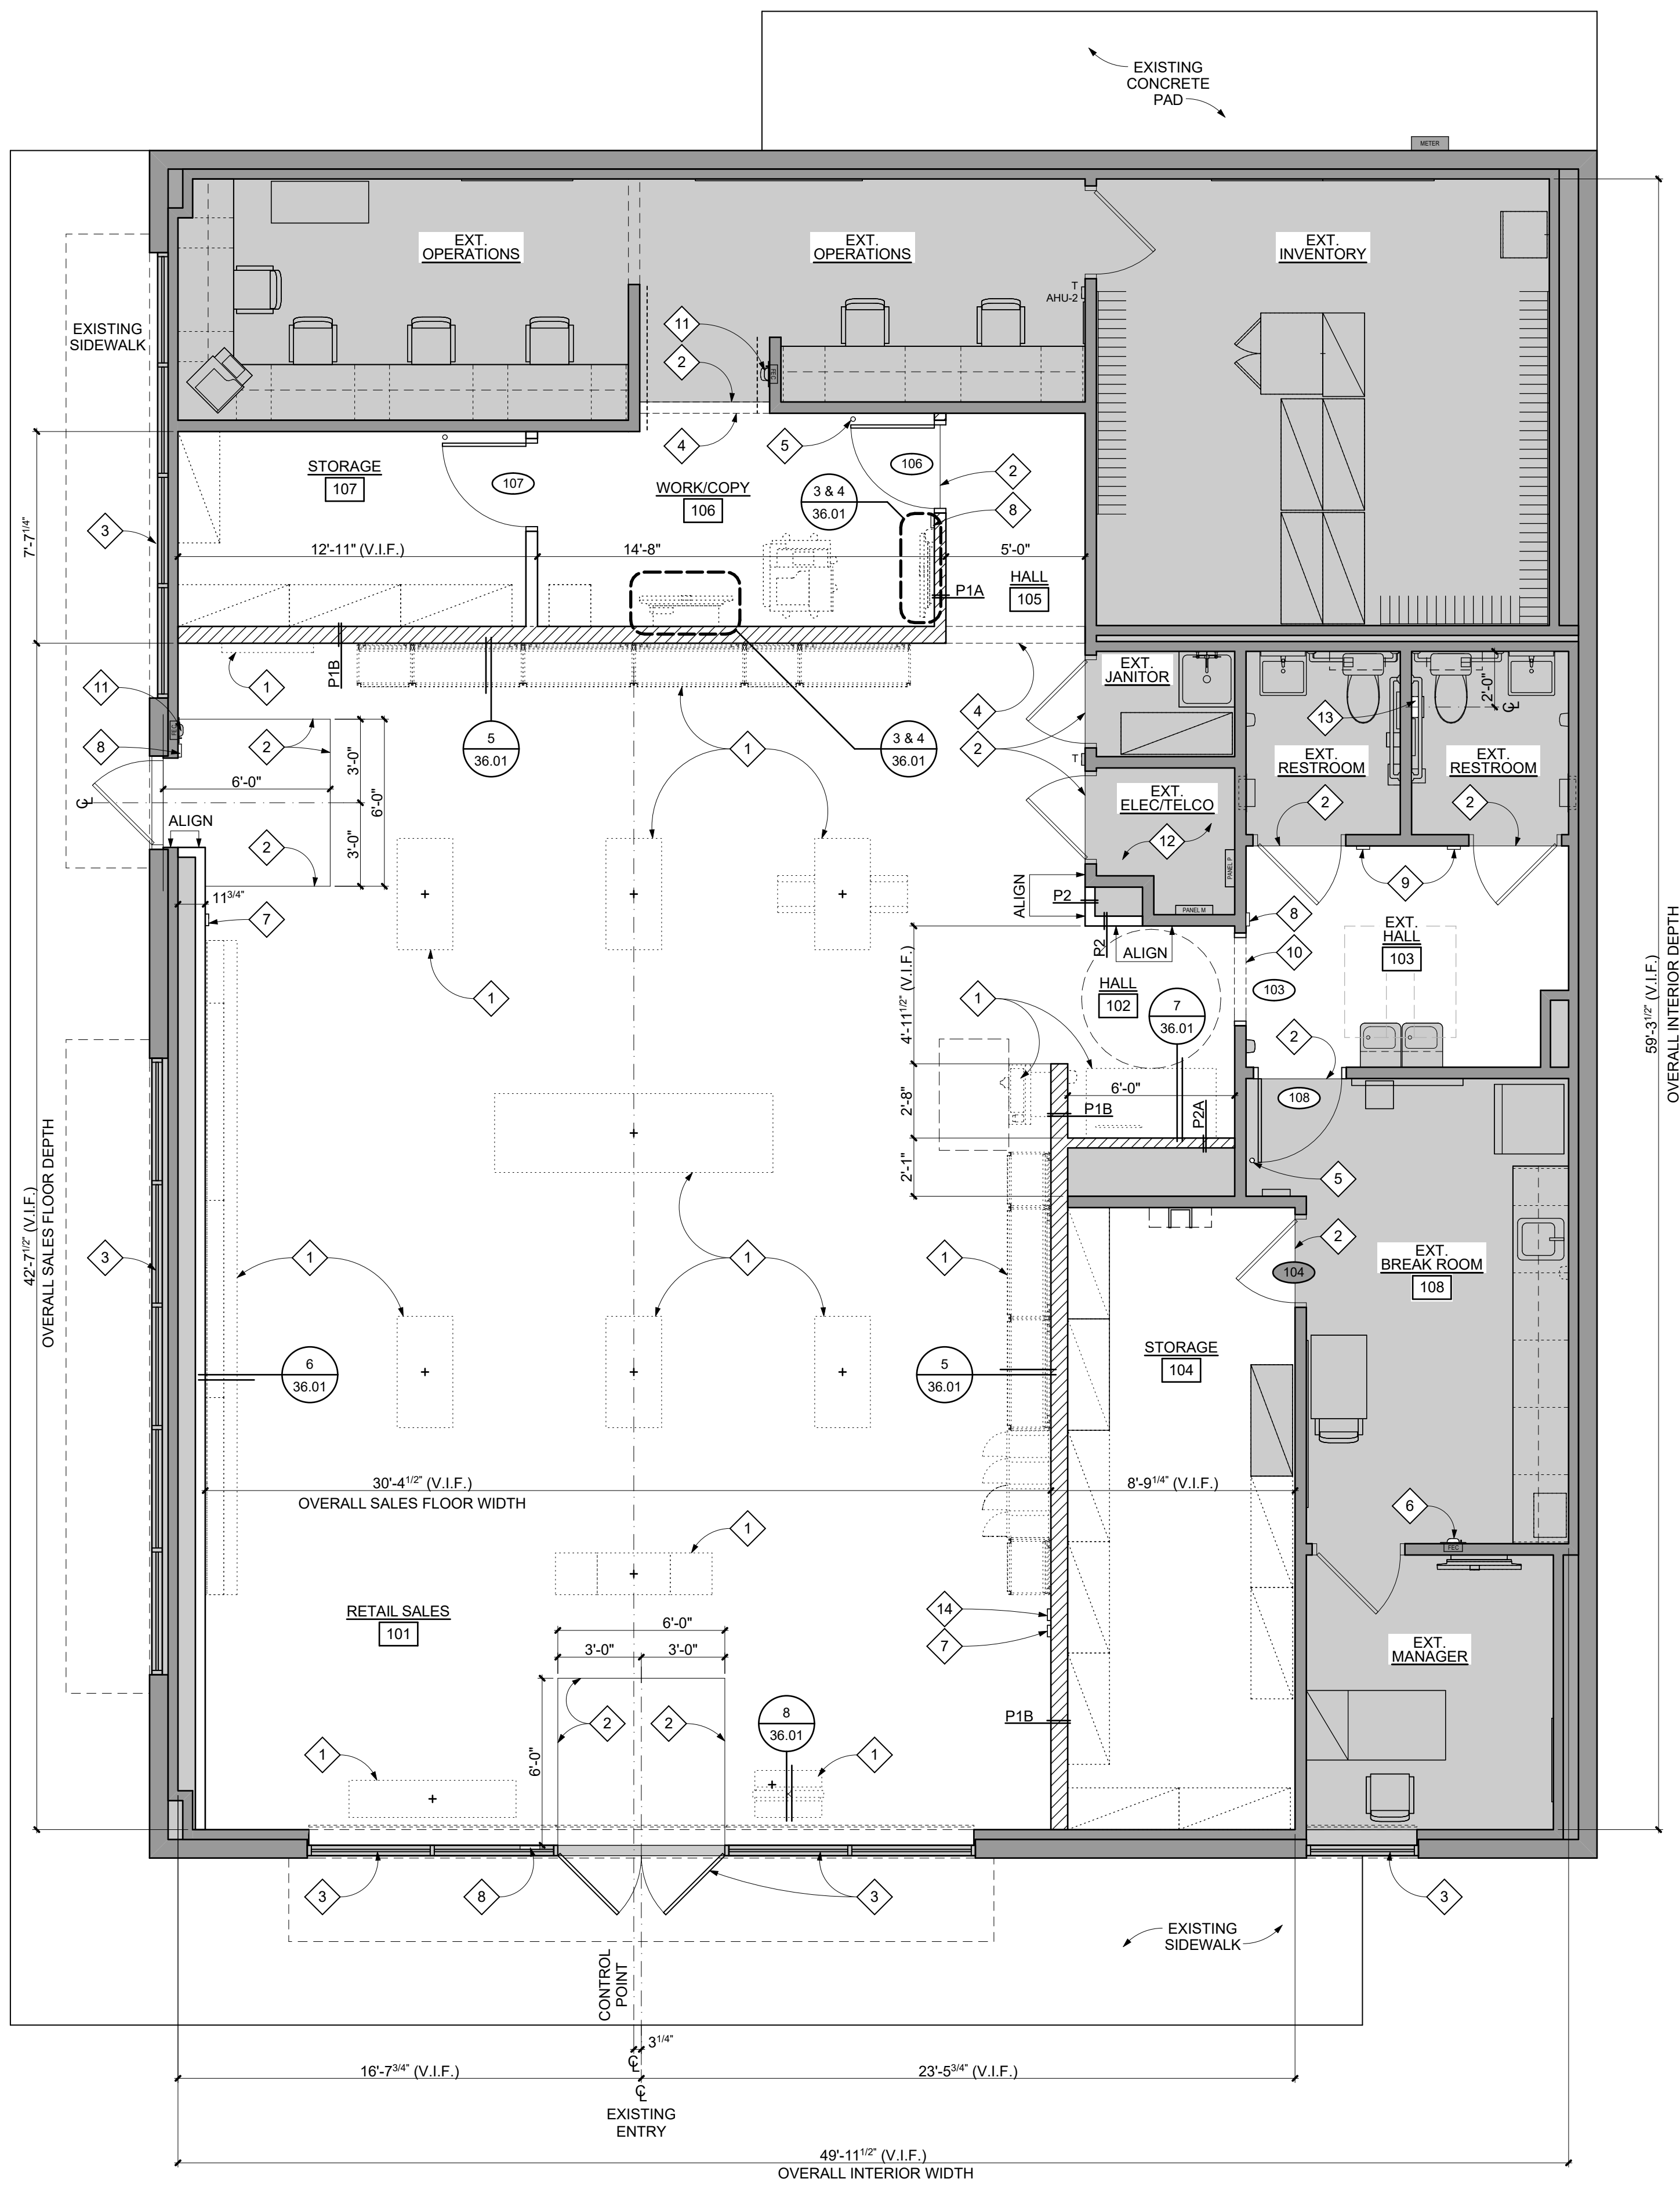 EXISTING
CONCRETE
PAD
METER
EXT.
OPERATIONS
EXT.
OPERATIONS
EXT.
INVENTORY
T
AHU-2
EXISTING
SIDEWALK
11
2
FEC
4
5
STORAGE
107
107
WORK/COPY
106
3 & 4
36.01
106
2
8
3
7'-7 1/4"
12'-11" (V.I.F.)
14'-8"
5'-0"
HALL
105
P1A
P1B
1
11
FEC
8
2
3'-0"
6'-0"
6'-0"
3'-0"
2
℄
ALIGN
11 3/4"
7
5
36.01
1
3 & 4
36.01
4
2
T
EXT.
JANITOR
EXT.
ELEC/TELCO
12
PANEL P
PANEL M
13
2'-0"
℄
EXT.
RESTROOM
EXT.
RESTROOM
2
2
9
ALIGN
P2
P2
ALIGN
8
10
EXT.
HALL
103
103
HALL
102
7
36.01
1
1
4'-11 1/2" (V.I.F.)
2'-8"
2'-1"
6'-0"
P1B
P2A
2
108
5
59'-3 1/2" (V.I.F.)
OVERALL INTERIOR DEPTH
42'-7 1/2" (V.I.F.)
OVERALL SALES FLOOR DEPTH
3
1
1
1
2
104
EXT.
BREAK ROOM
108
STORAGE
104
6
36.01
5
36.01
30'-4 1/2" (V.I.F.)
OVERALL SALES FLOOR WIDTH
8'-9 1/4" (V.I.F.)
6
FEC
1
RETAIL SALES
101
14
7
6'-0"
3'-0"
3'-0"
EXT.
MANAGER
2
2
8
36.01
P1B
6'-0"
1
1
3
8
3
3
EXISTING
SIDEWALK
CONTROL
POINT
3 1/4"
℄
16'-7 3/4" (V.I.F.)
23'-5 3/4" (V.I.F.)
℄
EXISTING
ENTRY
49'-11 1/2" (V.I.F.)
OVERALL INTERIOR WIDTH